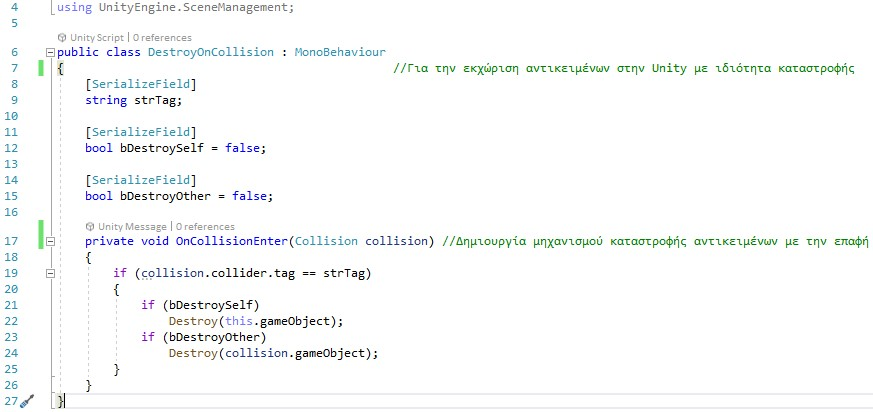 4 using UnityEngine.SceneManagement;
5
Unity Script | 0 references
6 public class DestroyOnCollision : MonoBehaviour
7 { //Για την εκχώριση αντικειμένων στην Unity με ιδιότητα καταστροφής
8 [SerializeField]
9 string strTag;
10
11 [SerializeField]
12 bool bDestroySelf = false;
13
14 [SerializeField]
15 bool bDestroyOther = false;
16
Unity Message | 0 references
17 private void OnCollisionEnter(Collision collision) //Δημιουργία μηχανισμού καταστροφής αντικειμένων με την επαφή
18 {
19 if (collision.collider.tag == strTag)
20 {
21 if (bDestroySelf)
22 Destroy(this.gameObject);
23 if (bDestroyOther)
24 Destroy(collision.gameObject);
25 }
26 }
27 }